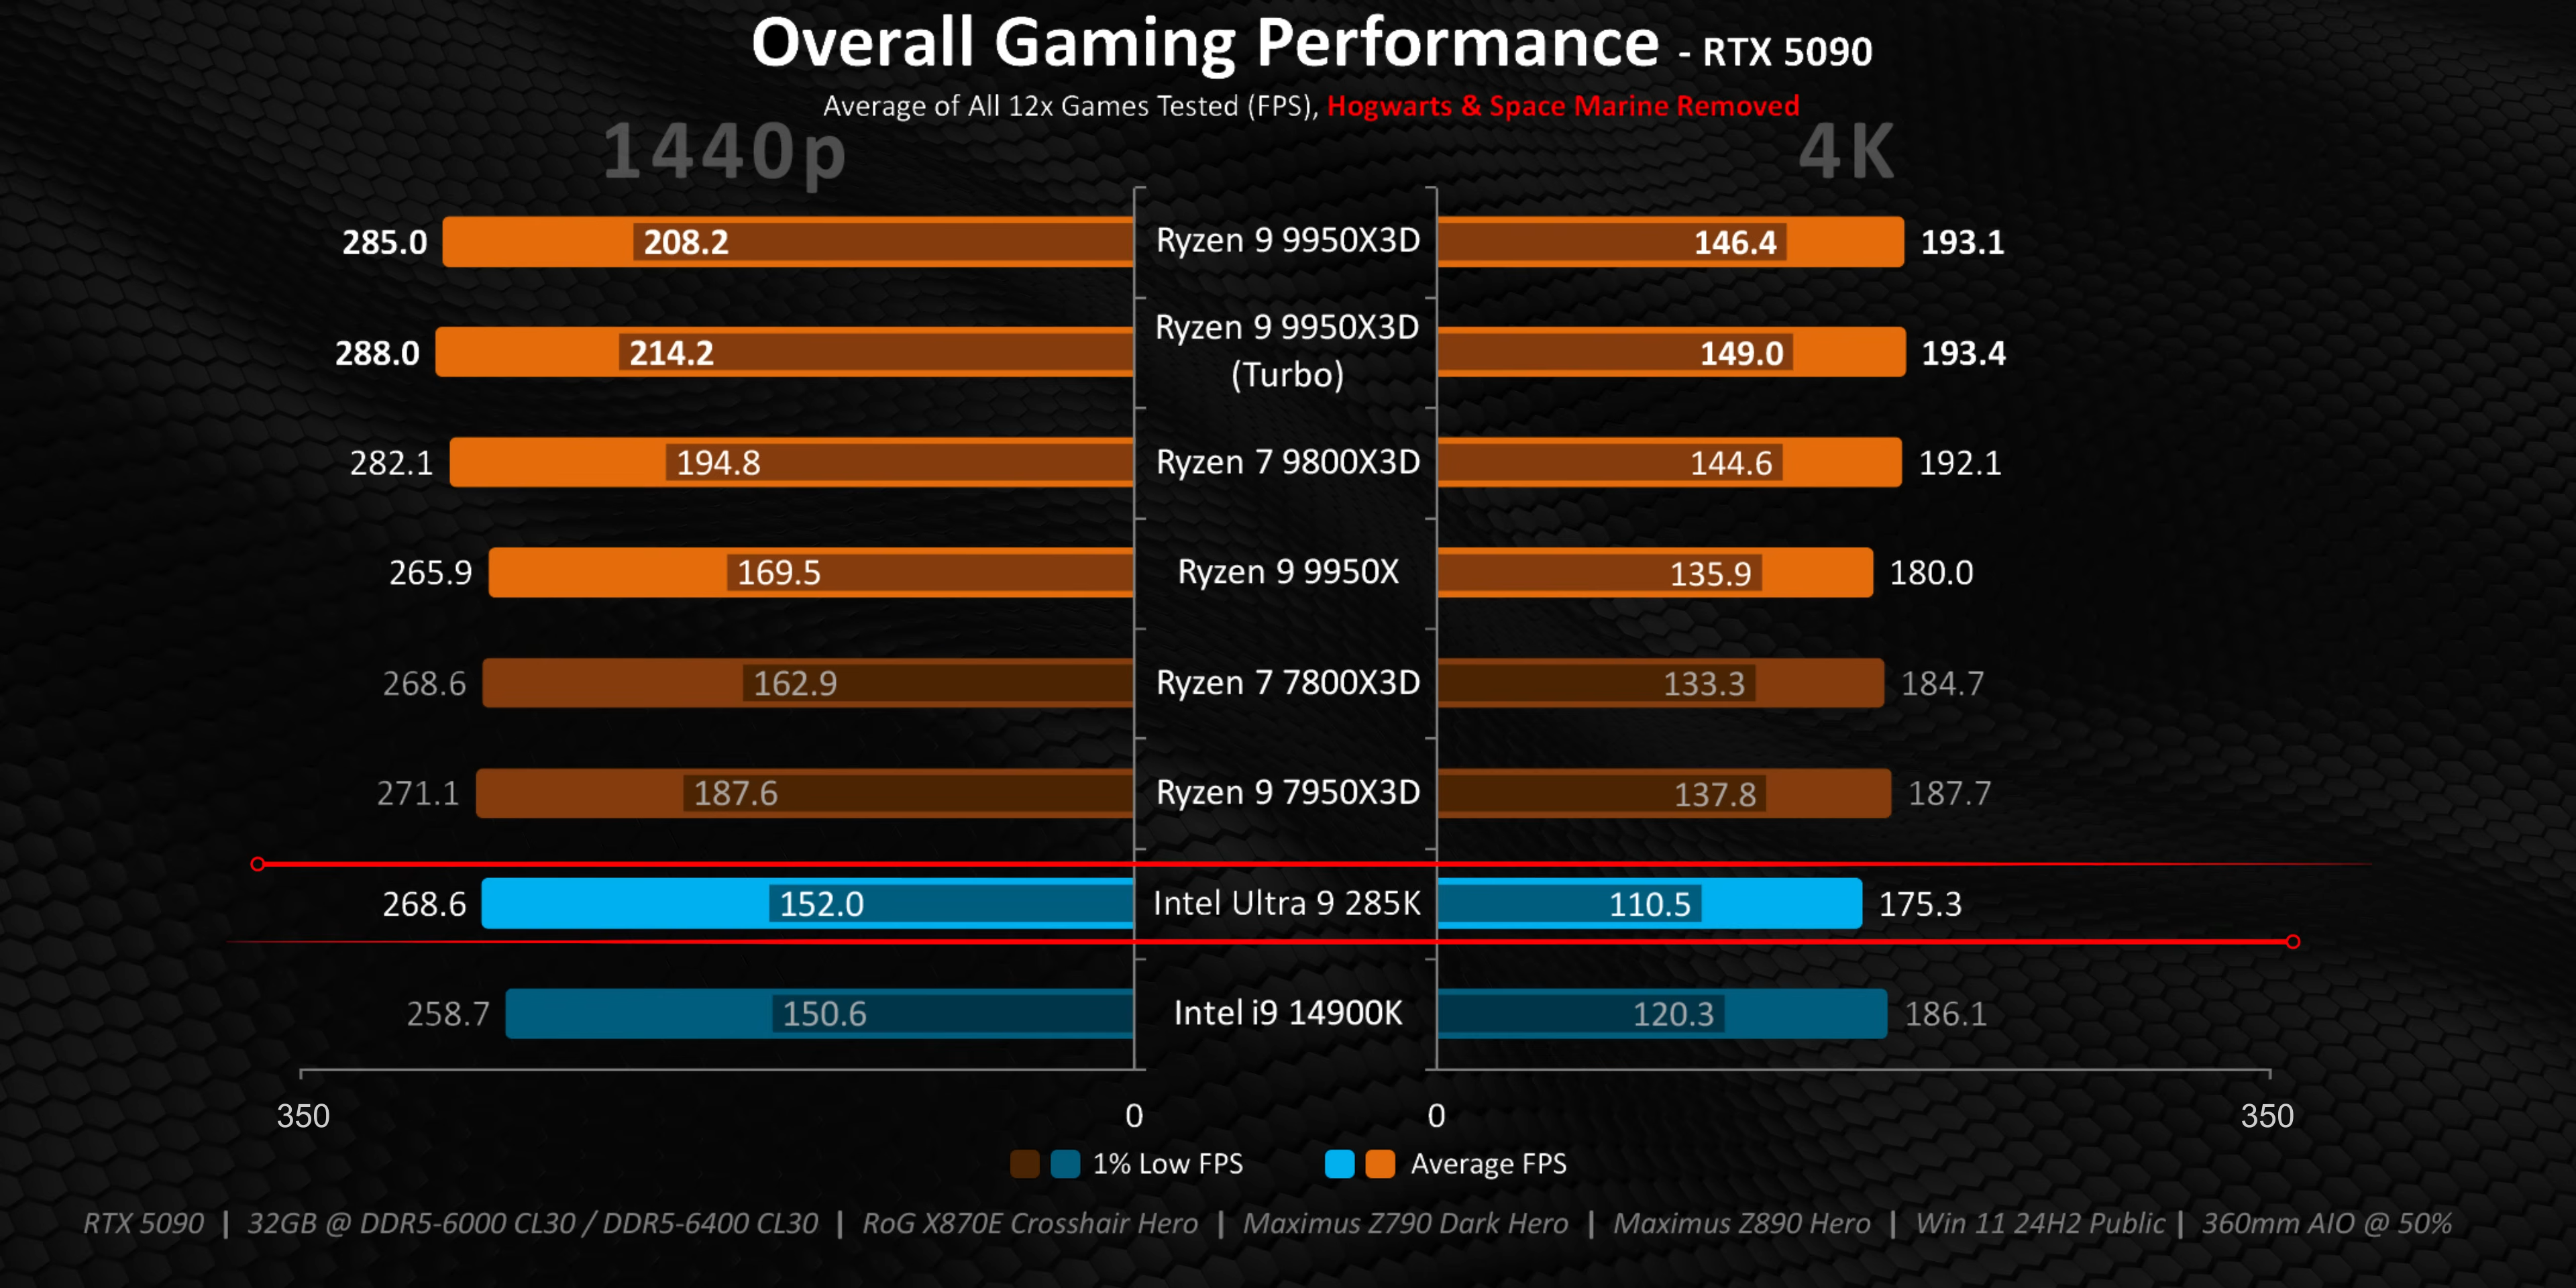 Overall Gaming Performance - RTX 5090
Average of All 12x Games Tested (FPS), Hogwarts & Space Marine Removed
1440p 4K
285.0 208.2 Ryzen 9 9950X3D 146.4 193.1
288.0 214.2 Ryzen 9 9950X3D (Turbo) 149.0 193.4
282.1 194.8 Ryzen 7 9800X3D 144.6 192.1
265.9 169.5 Ryzen 9 9950X 135.9 180.0
268.6 162.9 Ryzen 7 7800X3D 133.3 184.7
271.1 187.6 Ryzen 9 7950X3D 137.8 187.7
268.6 152.0 Intel Ultra 9 285K 110.5 175.3
258.7 150.6 Intel i9 14900K 120.3 186.1
350 0 0 350
1% Low FPS Average FPS
RTX 5090 | 32GB @ DDR5-6000 CL30 / DDR5-6400 CL30 | RoG X870E Crosshair Hero | Maximus Z790 Dark Hero | Maximus Z890 Hero | Win 11 24H2 Public | 360mm AIO @ 50%